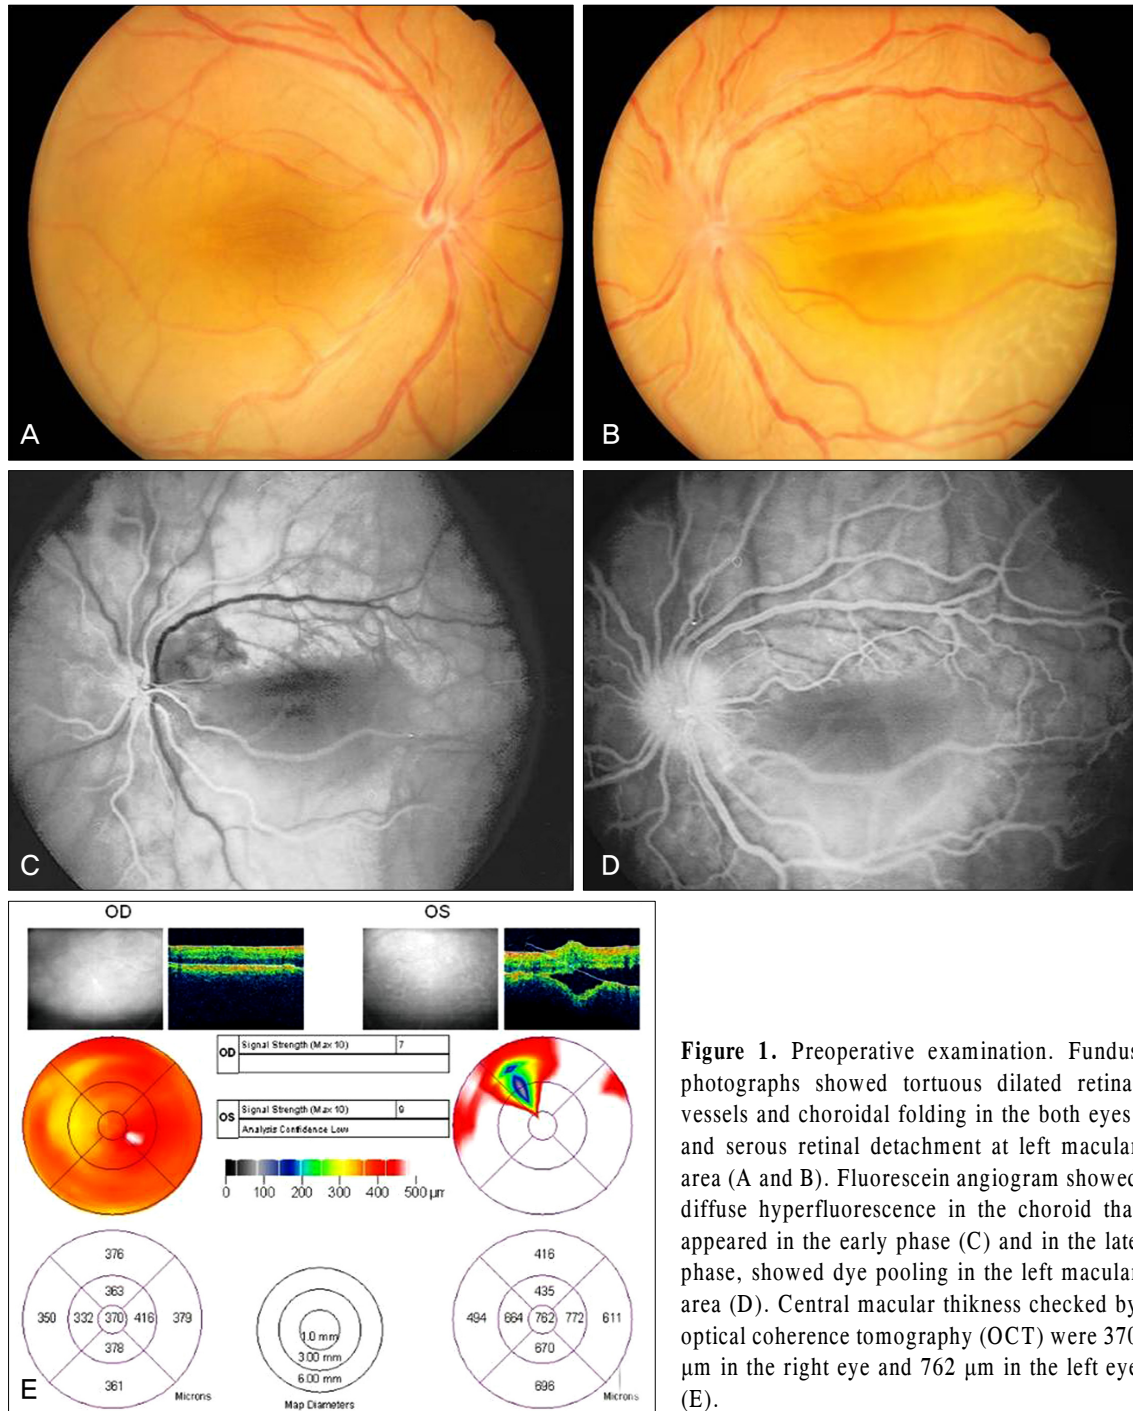 A
B
C
D
OD OS
OD Signal Strength (Max 10) 7
OS Signal Strength (Max 10) 9
Analysis Confidence Low
0 100 200 300 400 500 µm
376
363
350 332 370 416 379
378
361
Microns
1.0 mm
3.00 mm
6.00 mm
Map Diameters
416
435
494 664 762 772 611
670
696
Microns
E
Figure 1. Preoperative examination. Fundus
photographs showed tortuous dilated retina
vessels and choroidal folding in the both eyes
and serous retinal detachment at left macular
area (A and B). Fluorescein angiogram showed
diffuse hyperfluorescence in the choroid tha
appeared in the early phase (C) and in the late
phase, showed dye pooling in the left macular
area (D). Central macular thikness checked by
optical coherence tomography (OCT) were 370
µm in the right eye and 762 µm in the left eye
(E).